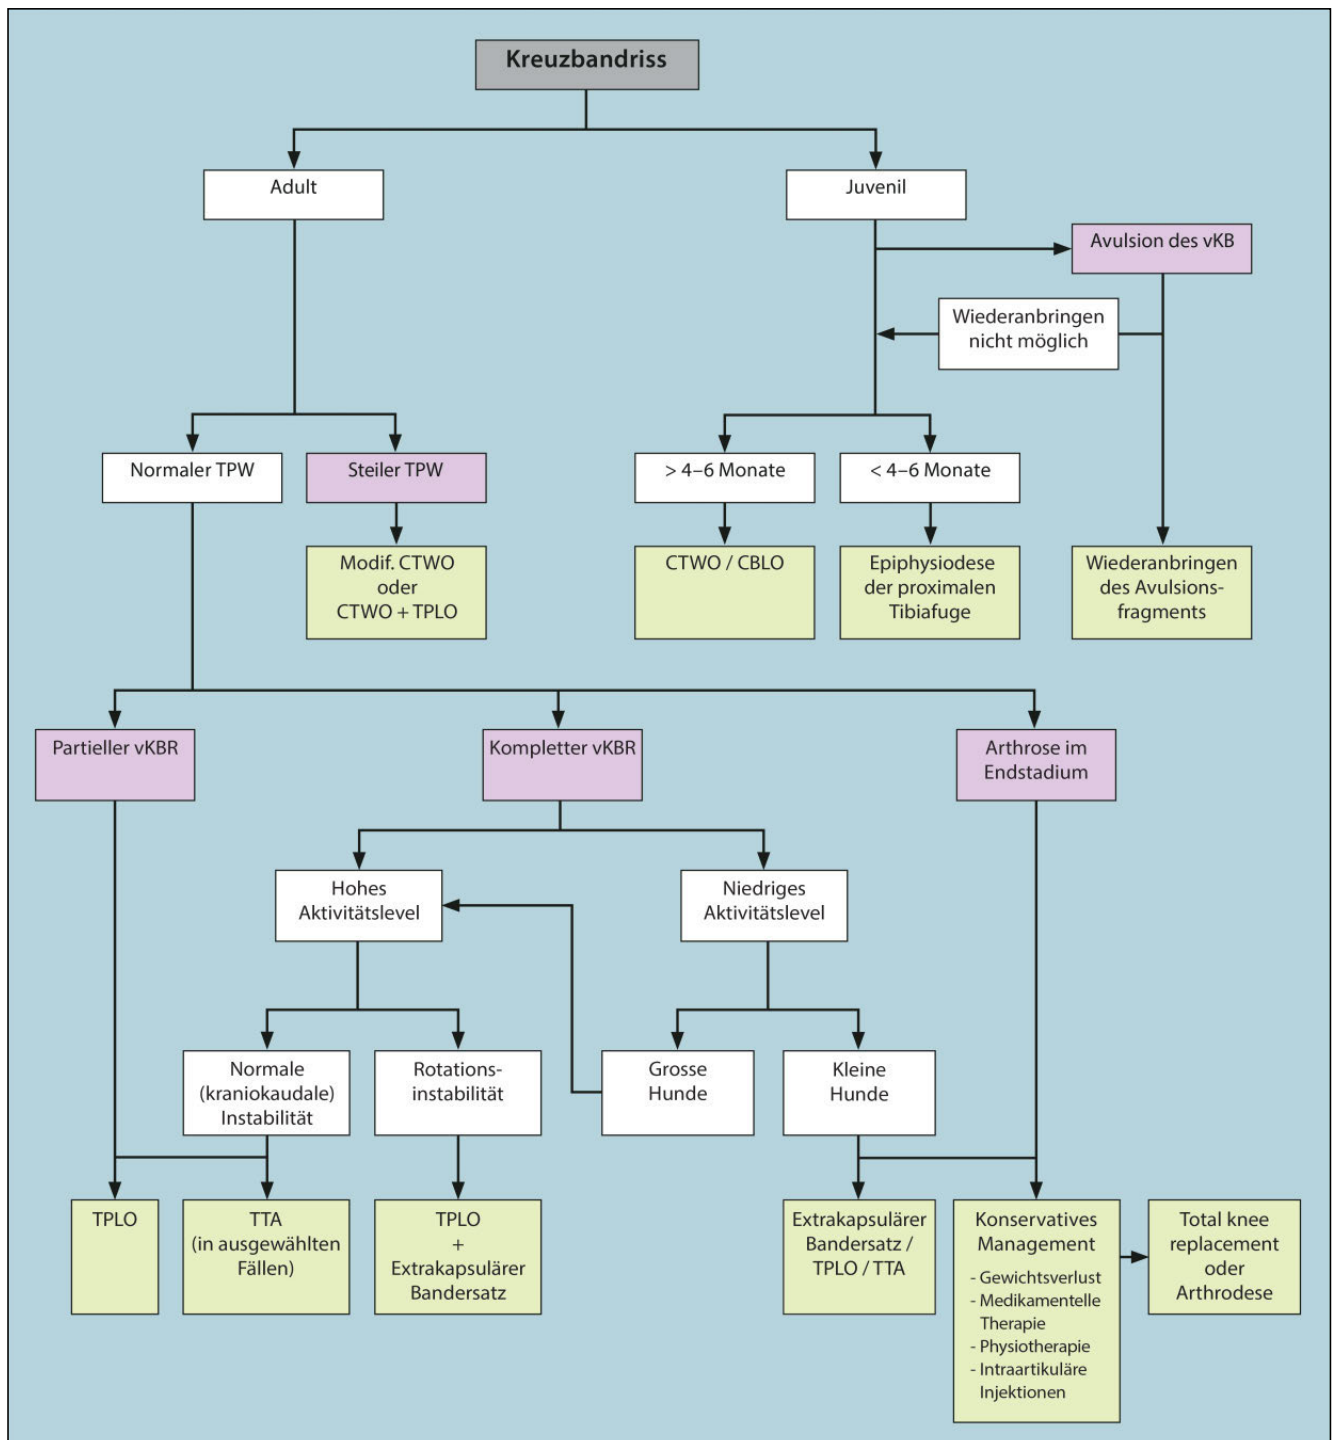 Kreuzbandriss
Adult
Juvenil
Avulsion des vKB
Wiederanbringen
nicht möglich
Normaler TPW
Steiler TPW
> 4–6 Monate
< 4–6 Monate
Modif. CTWO
oder
CTWO + TPLO
CTWO / CBLO
Epiphysiodese
der proximalen
Tibiafuge
Wiederanbringen
des Avulsions-
fragments
Partieller vKBR
Kompletter vKBR
Arthrose im
Endstadium
Hohes
Aktivitätslevel
Niedriges
Aktivitätslevel
Normale
(kraniokaudale)
Instabilität
Rotations-
instabilität
Grosse
Hunde
Kleine
Hunde
TPLO
TTA
(in ausgewählten
Fällen)
TPLO
+
Extrakapsulärer
Bandersatz
Extrakapsulärer
Bandersatz /
TPLO / TTA
Konservatives
Management
- Gewichtsverlust
- Medikamentelle
Therapie
- Physiotherapie
- Intraartikuläre
Injektionen
Total knee
replacement
oder
Arthrodese